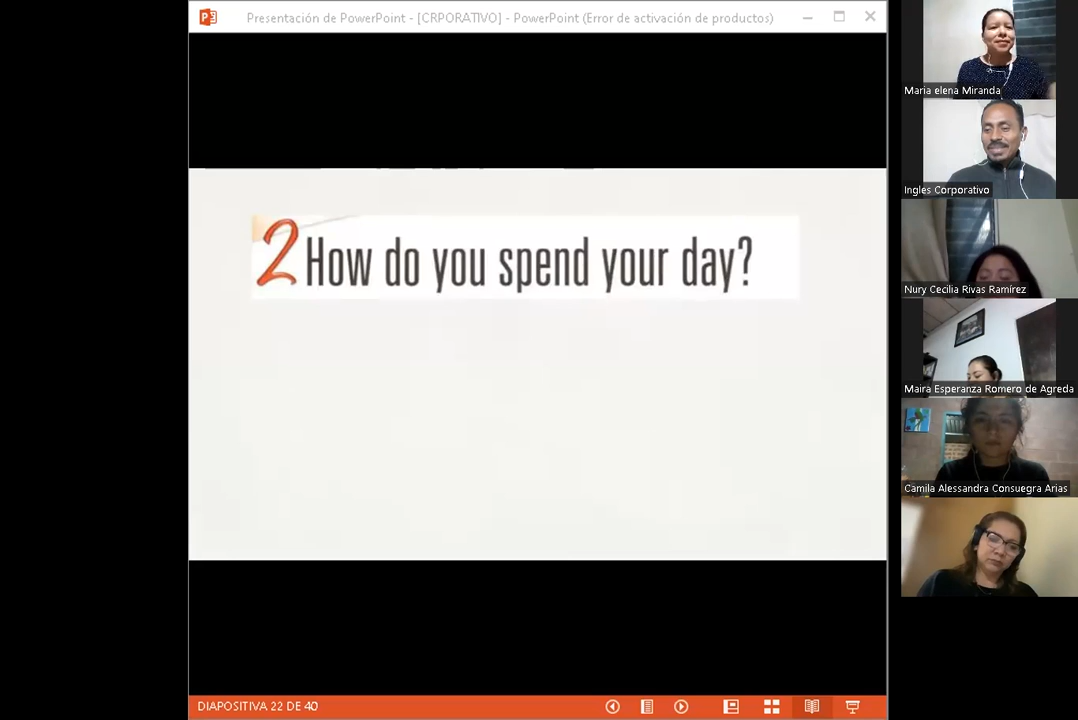 Presentación de PowerPoint - [CRPORATIVO] - PowerPoint (Error de activación de productos)
2 How do you spend your day?
DIAPOSITIVA 22 DE 40
Maria elena Miranda
Ingles Corporativo
Nury Cecilia Rivas Ramírez
Maira Esperanza Romero de Agreda
Camila Alessandra Consuegra Arias